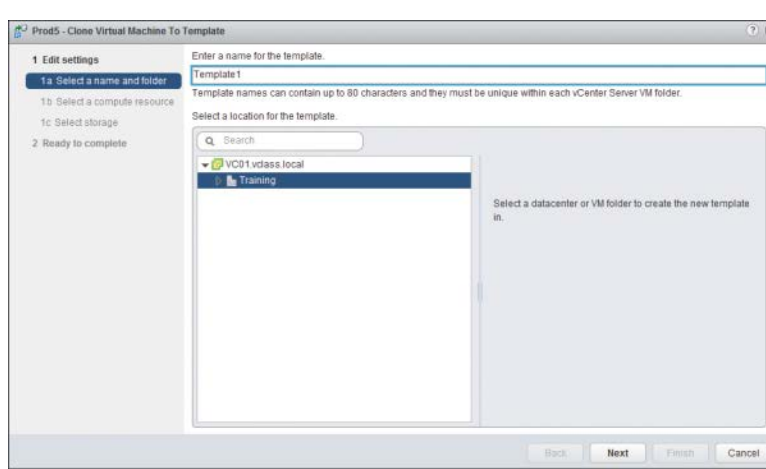 Prod5 - Clone Virtual Machine To Template
?
1 Edit settings
1a Select a name and folder
1b Select a compute resource
1c Select storage
2 Ready to complete
Enter a name for the template.
Template1
Template names can contain up to 80 characters and they must be unique within each vCenter Server VM folder.
Select a location for the template.
Search
VC01.vclass.local
Training
Select a datacenter or VM folder to create the new template
in.
Back Next Finish Cancel